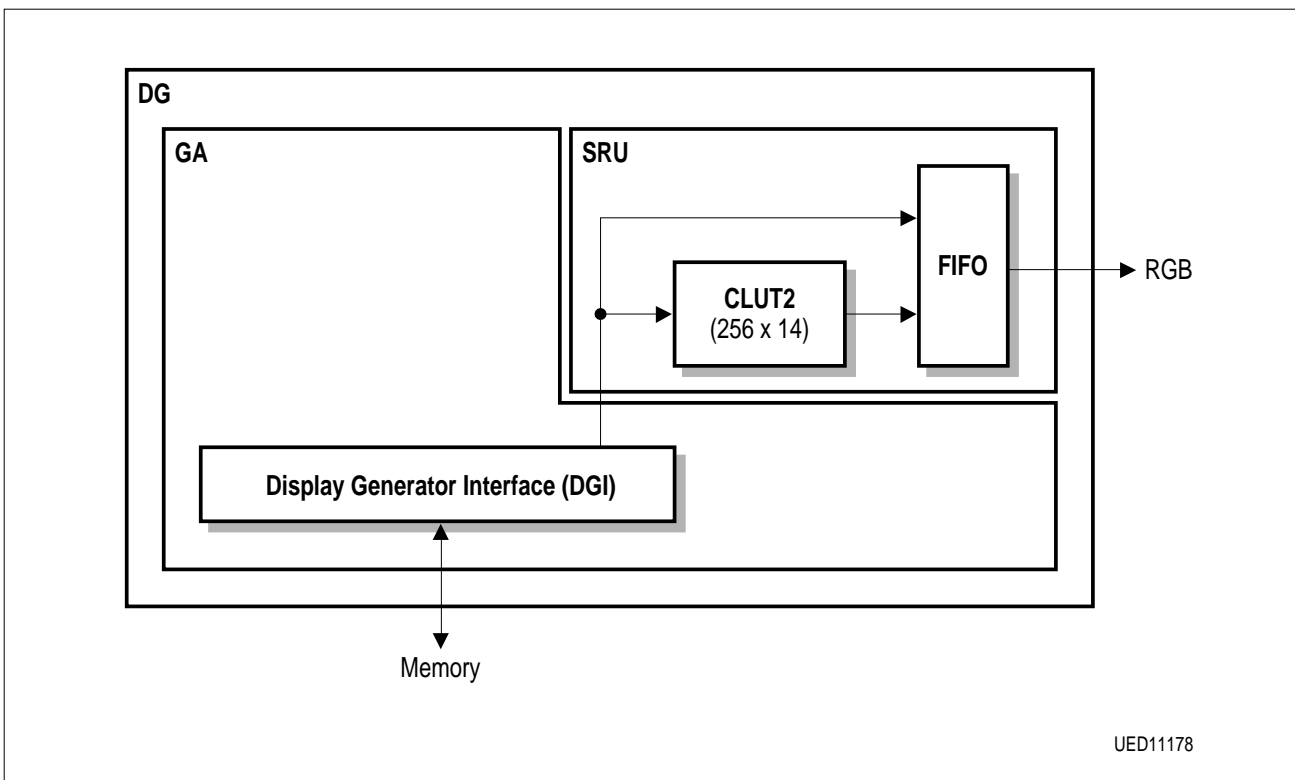 DG
GA
SRU
FIFO
RGB
CLUT2
(256 x 14)
Display Generator Interface (DGI)
Memory
UED11178